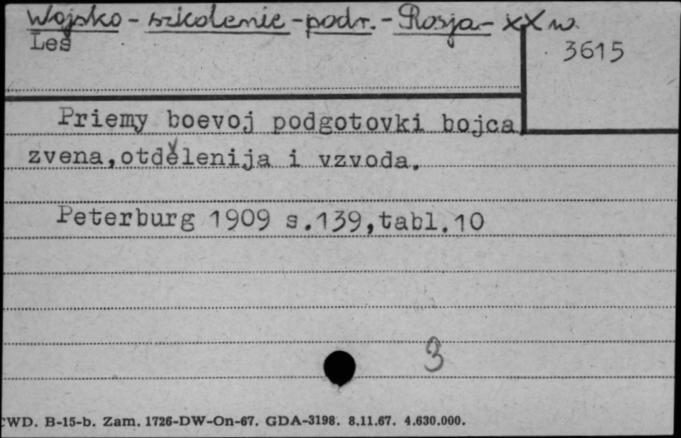 Wojsko - szkolenie - podr. - Rosja - XX w.
Les
3615
Priemy boevoj podgotovki bojca
zvena,otdělenija i vzvoda.
Peterburg 1909 s.139,tabl.10
3
CWD. B-15-b. Zam. 1726-DW-On-67. GDA-3198. 8.11.67. 4.630.000.